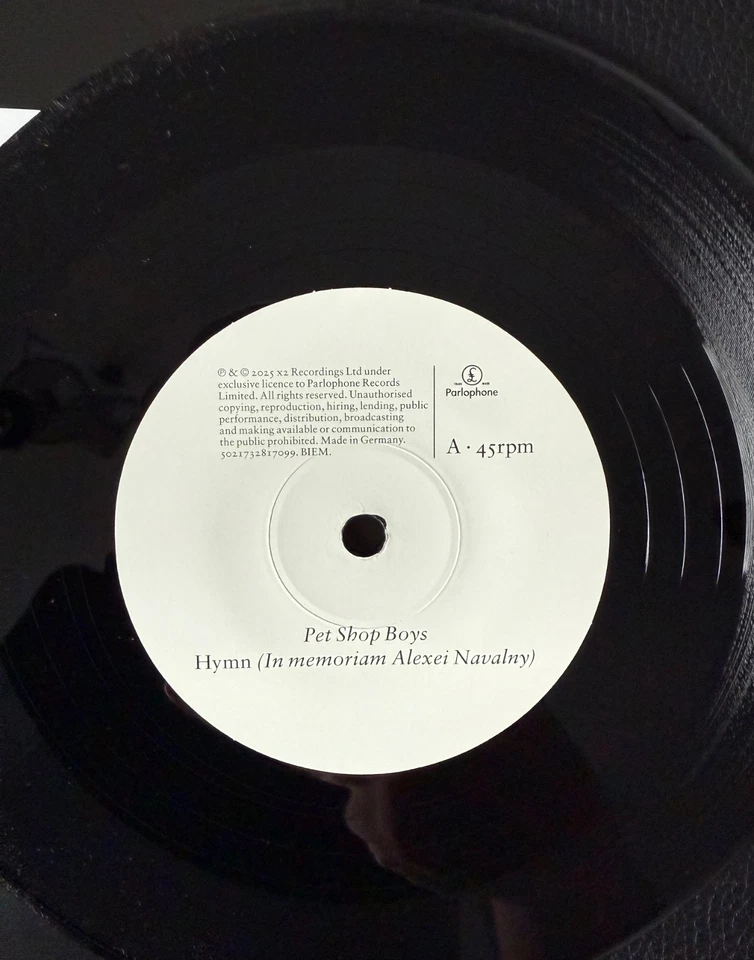 ℗ & © 2025 x2 Recordings Ltd under
exclusive licence to Parlophone Records
Limited. All rights reserved. Unauthorised
copying, reproduction, hiring, lending, public
performance, distribution, broadcasting
and making available or communication to
the public prohibited. Made in Germany.
5021732817099. BIEM.
£
TRADE MARK
Parlophone
A · 45rpm
Pet Shop Boys
Hymn (In memoriam Alexei Navalny)